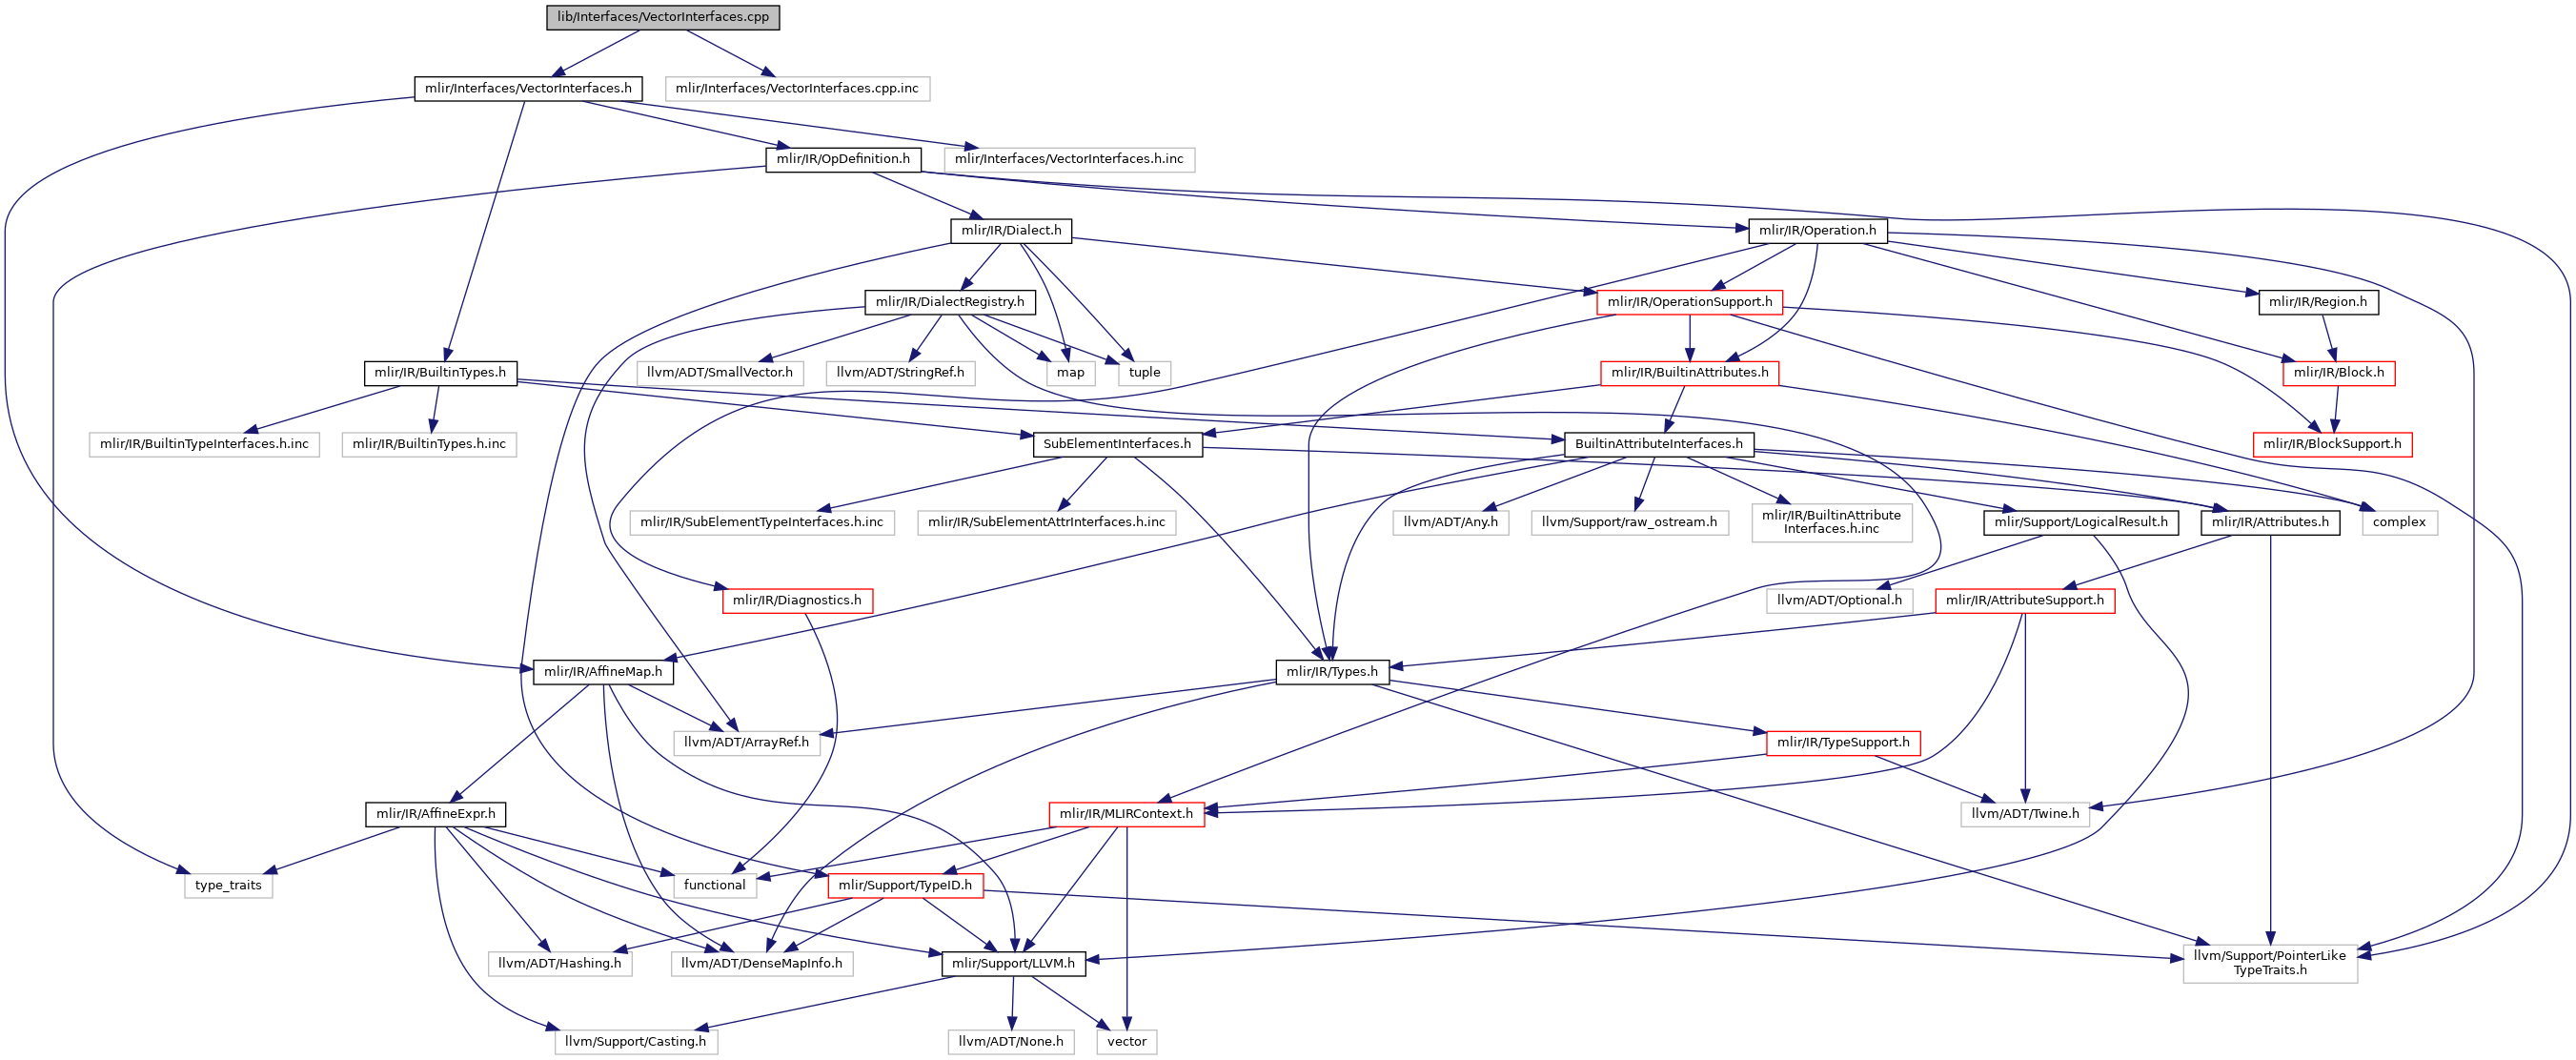 lib/Interfaces/VectorInterfaces.cpp
mlir/Interfaces/VectorInterfaces.h
mlir/Interfaces/VectorInterfaces.cpp.inc
mlir/IR/OpDefinition.h
mlir/Interfaces/VectorInterfaces.h.inc
mlir/IR/Dialect.h
mlir/IR/Operation.h
mlir/IR/DialectRegistry.h
mlir/IR/OperationSupport.h
mlir/IR/Region.h
mlir/IR/BuiltinTypes.h
llvm/ADT/SmallVector.h
llvm/ADT/StringRef.h
map
tuple
mlir/IR/BuiltinAttributes.h
mlir/IR/Block.h
mlir/IR/BuiltinTypeInterfaces.h.inc
mlir/IR/BuiltinTypes.h.inc
SubElementInterfaces.h
BuiltinAttributeInterfaces.h
mlir/IR/BlockSupport.h
mlir/IR/SubElementTypeInterfaces.h.inc
mlir/IR/SubElementAttrInterfaces.h.inc
llvm/ADT/Any.h
llvm/Support/raw_ostream.h
mlir/IR/BuiltinAttribute
Interfaces.h.inc
mlir/Support/LogicalResult.h
mlir/IR/Attributes.h
complex
mlir/IR/Diagnostics.h
llvm/ADT/Optional.h
mlir/IR/AttributeSupport.h
mlir/IR/AffineMap.h
mlir/IR/Types.h
llvm/ADT/ArrayRef.h
mlir/IR/TypeSupport.h
mlir/IR/AffineExpr.h
mlir/IR/MLIRContext.h
llvm/ADT/Twine.h
type_traits
functional
mlir/Support/TypeID.h
llvm/ADT/Hashing.h
llvm/ADT/DenseMapInfo.h
mlir/Support/LLVM.h
llvm/Support/PointerLike
TypeTraits.h
llvm/Support/Casting.h
llvm/ADT/None.h
vector